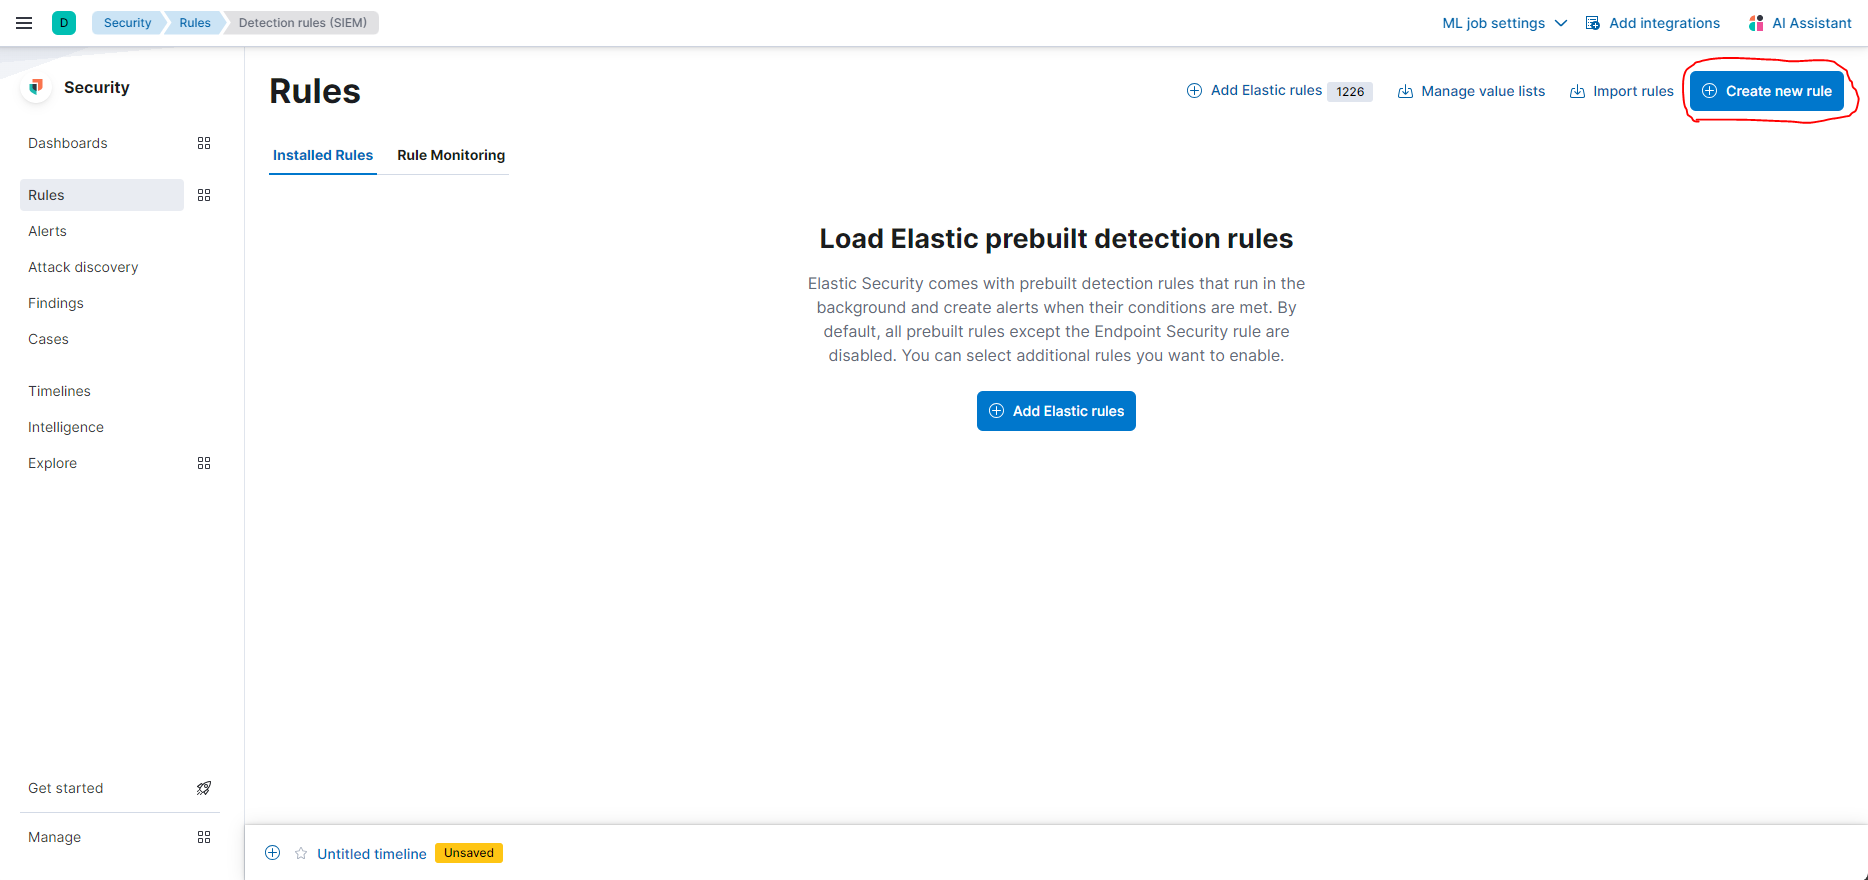 D Security Rules Detection rules (SIEM) ML job settings Add integrations AI Assistant
Security
Dashboards
Rules
Alerts
Attack discovery
Findings
Cases
Timelines
Intelligence
Explore
Get started
Manage
Rules
Add Elastic rules 1226 Manage value lists Import rules Create new rule
Installed Rules Rule Monitoring
Load Elastic prebuilt detection rules
Elastic Security comes with prebuilt detection rules that run in the
background and create alerts when their conditions are met. By
default, all prebuilt rules except the Endpoint Security rule are
disabled. You can select additional rules you want to enable.
Add Elastic rules
Untitled timeline Unsaved